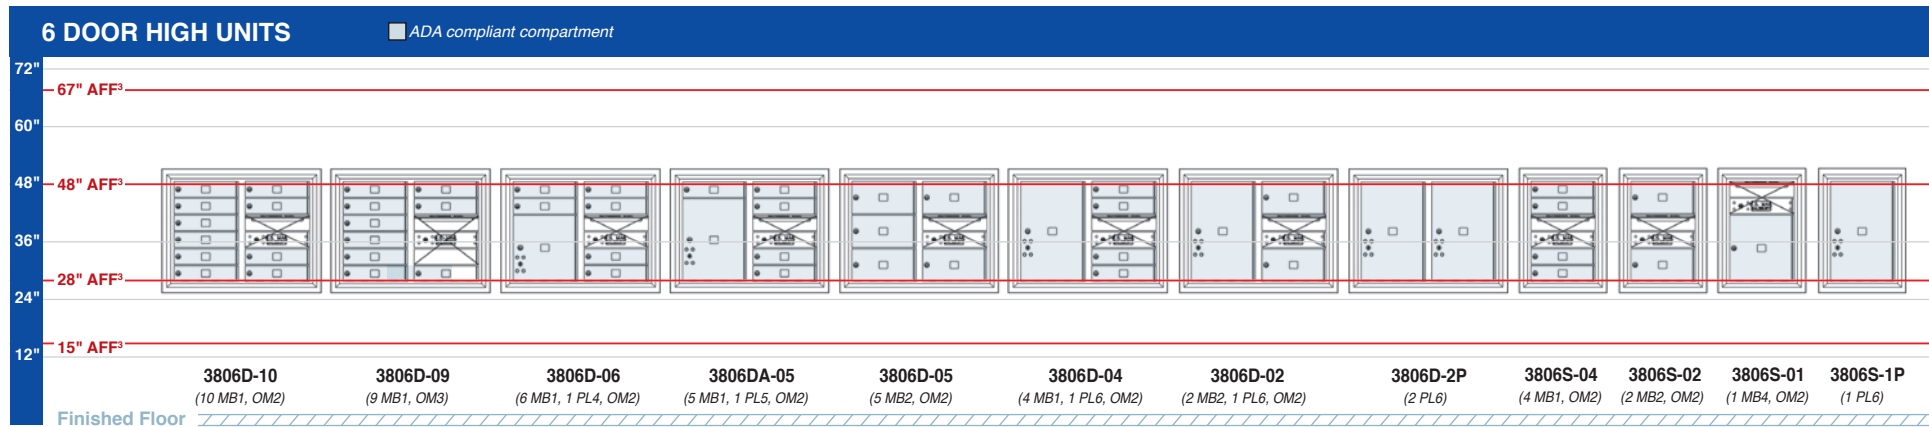 6 DOOR HIGH UNITS
ADA compliant compartment
72"
67" AFF³
60"
48"
48" AFF³
36"
28" AFF³
24"
15" AFF³
12"
3806D-10 3806D-09 3806D-06 3806DA-05 3806D-05 3806D-04 3806D-02 3806D-2P 3806S-04 3806S-02 3806S-01 3806S-1P
(10 MB1, OM2) (9 MB1, OM3) (6 MB1, 1 PL4, OM2) (5 MB1, 1 PL5, OM2) (5 MB2, OM2) (4 MB1, 1 PL6, OM2) (2 MB2, 1 PL6, OM2) (2 PL6) (4 MB1, OM2) (2 MB2, OM2) (1 MB4, OM2) (1 PL6)
Finished Floor